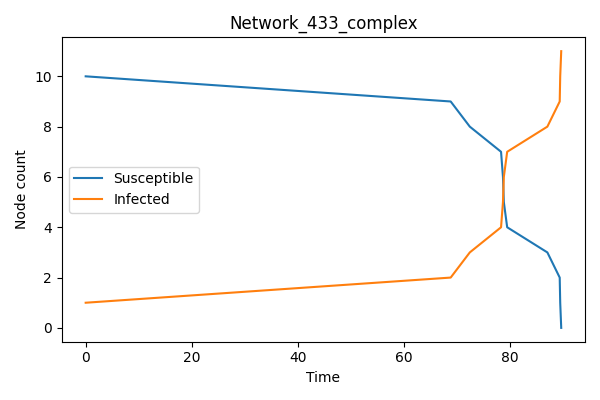 Network_433_complex
Node count
10
8
6
4
2
0
Susceptible
Infected
0 20 40 60 80
Time